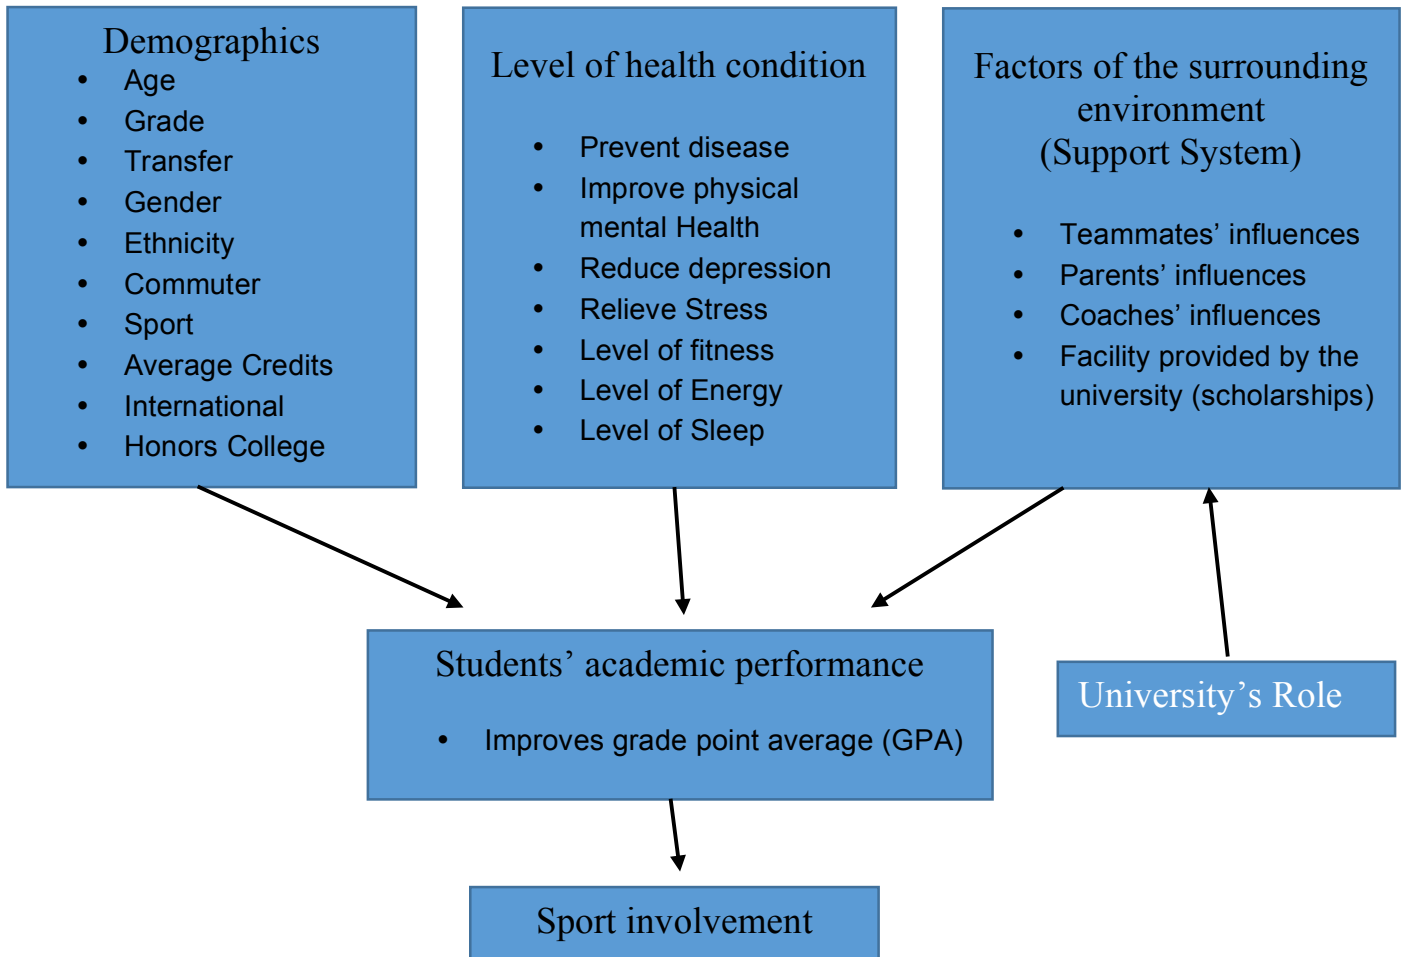 Demographics
• Age
• Grade
• Transfer
• Gender
• Ethnicity
• Commuter
• Sport
• Average Credits
• International
• Honors College
Level of health condition
• Prevent disease
• Improve physical
mental Health
• Reduce depression
• Relieve Stress
• Level of fitness
• Level of Energy
• Level of Sleep
Factors of the surrounding
environment
(Support System)
• Teammates’ influences
• Parents’ influences
• Coaches’ influences
• Facility provided by the
university (scholarships)
Students’ academic performance
• Improves grade point average (GPA)
University’s Role
Sport involvement